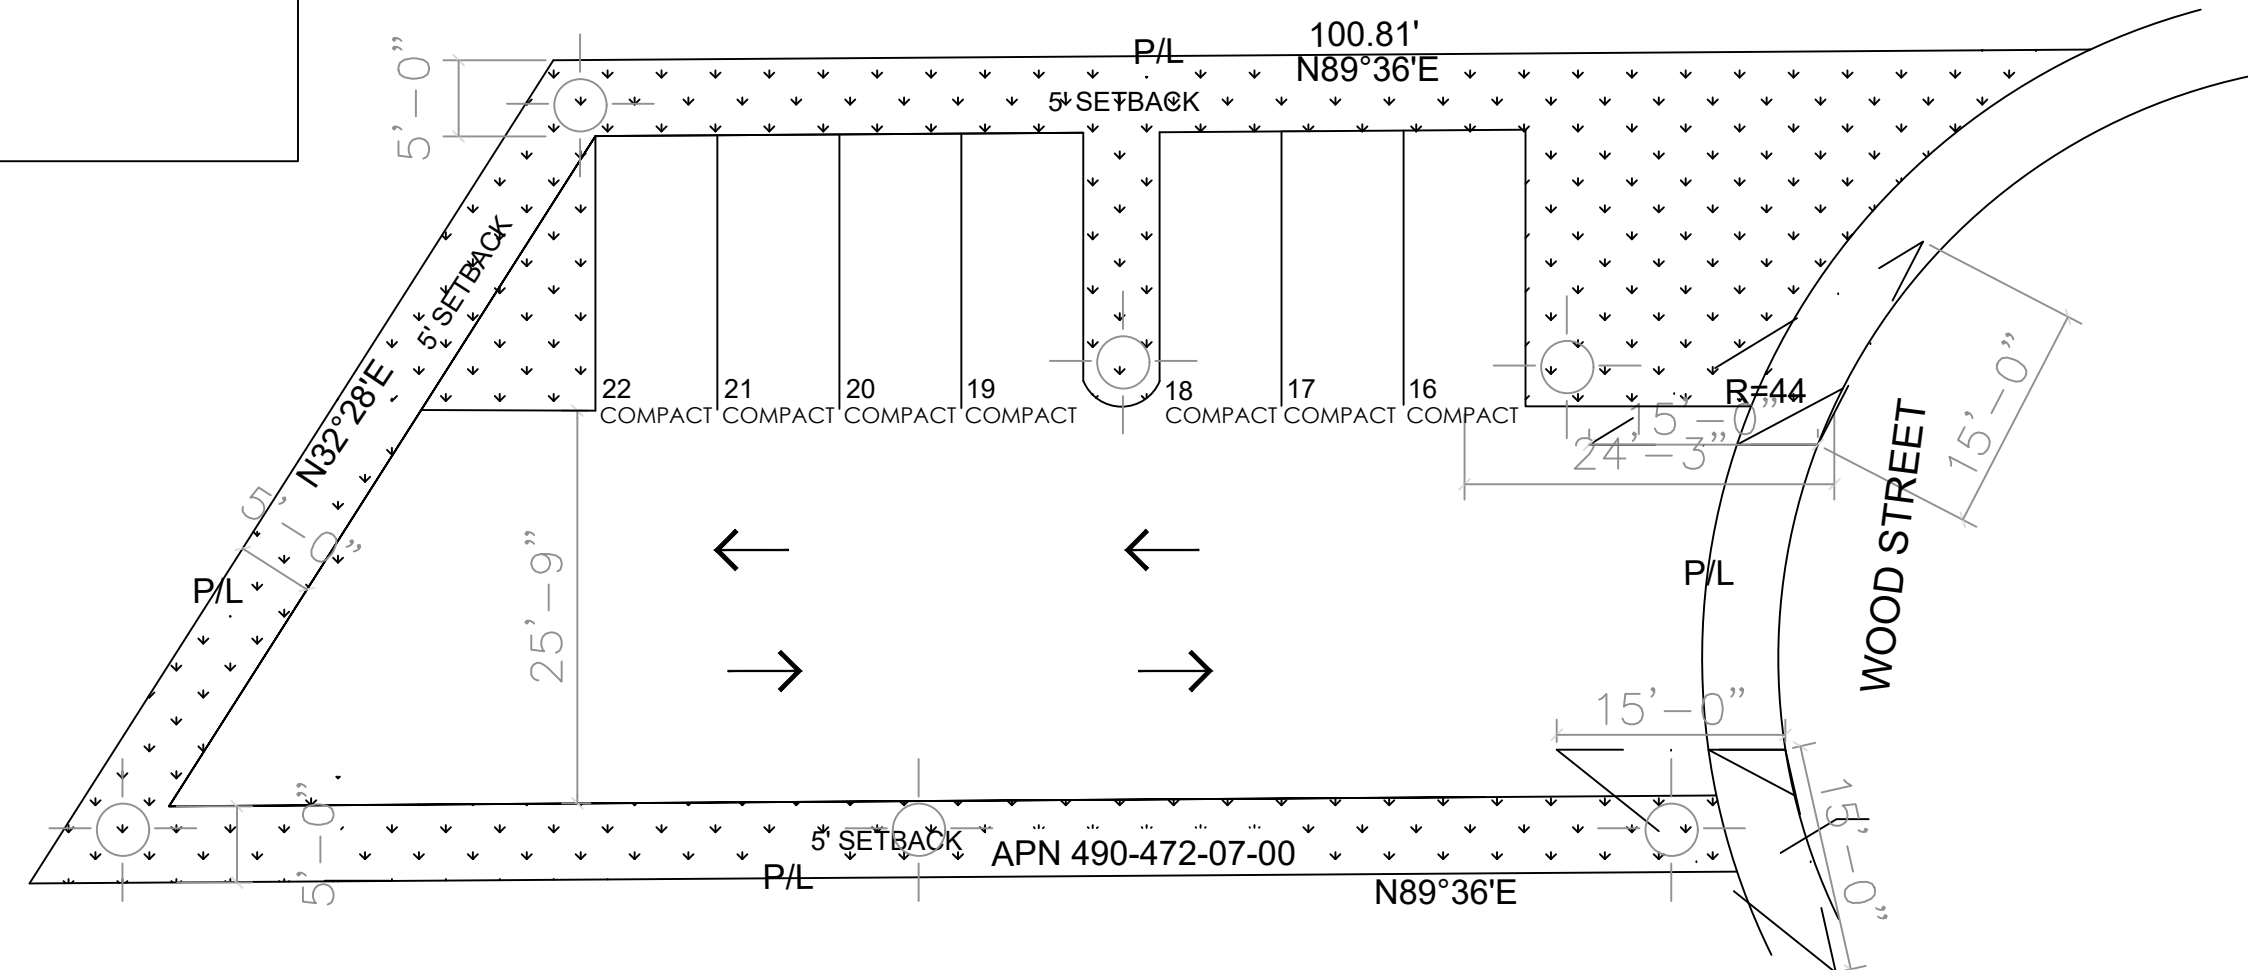 100.81'
P/L
N89°36'E
5'-0"
5' SETBACK
5' SETBACK
N32°28'E
22
21
20
19
18
17
16
COMPACT
COMPACT
COMPACT
COMPACT
COMPACT
COMPACT
COMPACT
R=44
15'-0"
24'-3"
15'-0"
WOOD STREET
5'-0"
P/L
25'-9"
P/L
15'-0"
15'-0"
5'-0"
5' SETBACK
APN 490-472-07-00
P/L
N89°36'E